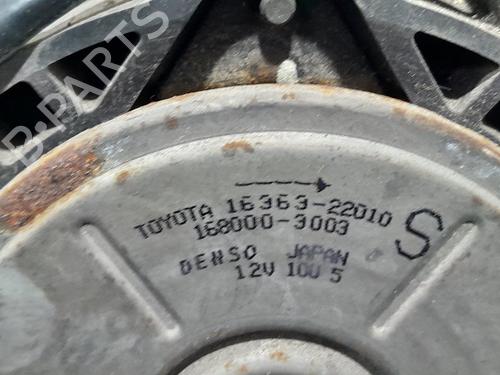 B-PARTS
TOYOTA 16363-22010
168000-3003
S
DENSO JAPAN
12V 10U 5